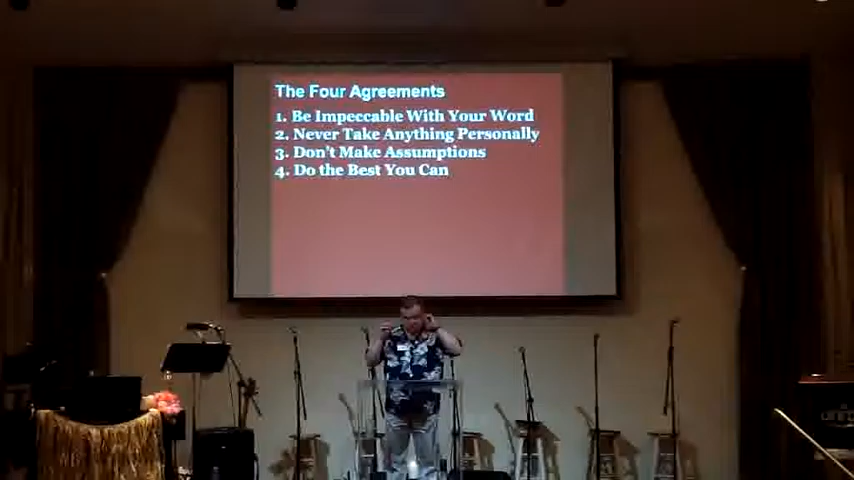 The Four Agreements
1. Be Impeccable With Your Word
2. Never Take Anything Personally
3. Don't Make Assumptions
4. Do the Best You Can